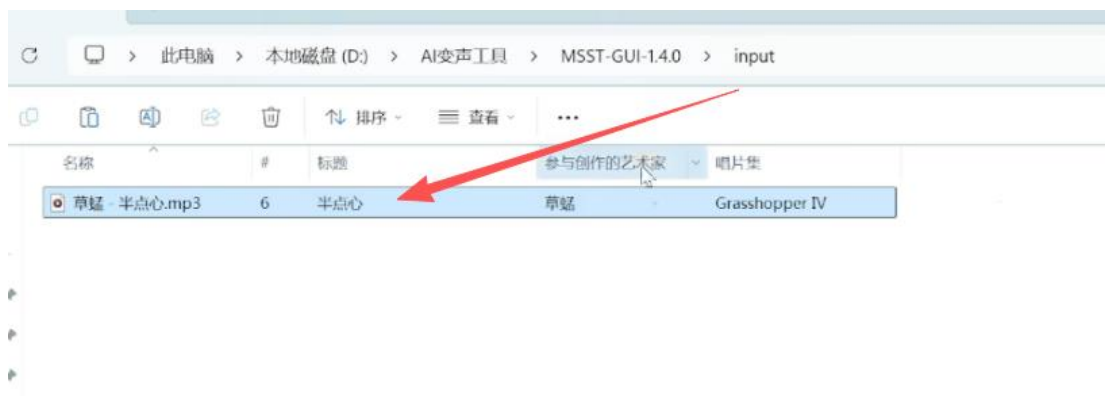 此电脑 > 本地磁盘 (D:) > AI变声工具 > MSST-GUI-1.4.0 > input
排序 查看 ...
名称 # 标题 参与创作的艺术家 唱片集
草蜢 - 半点心.mp3 6 半点心 草蜢 Grasshopper IV